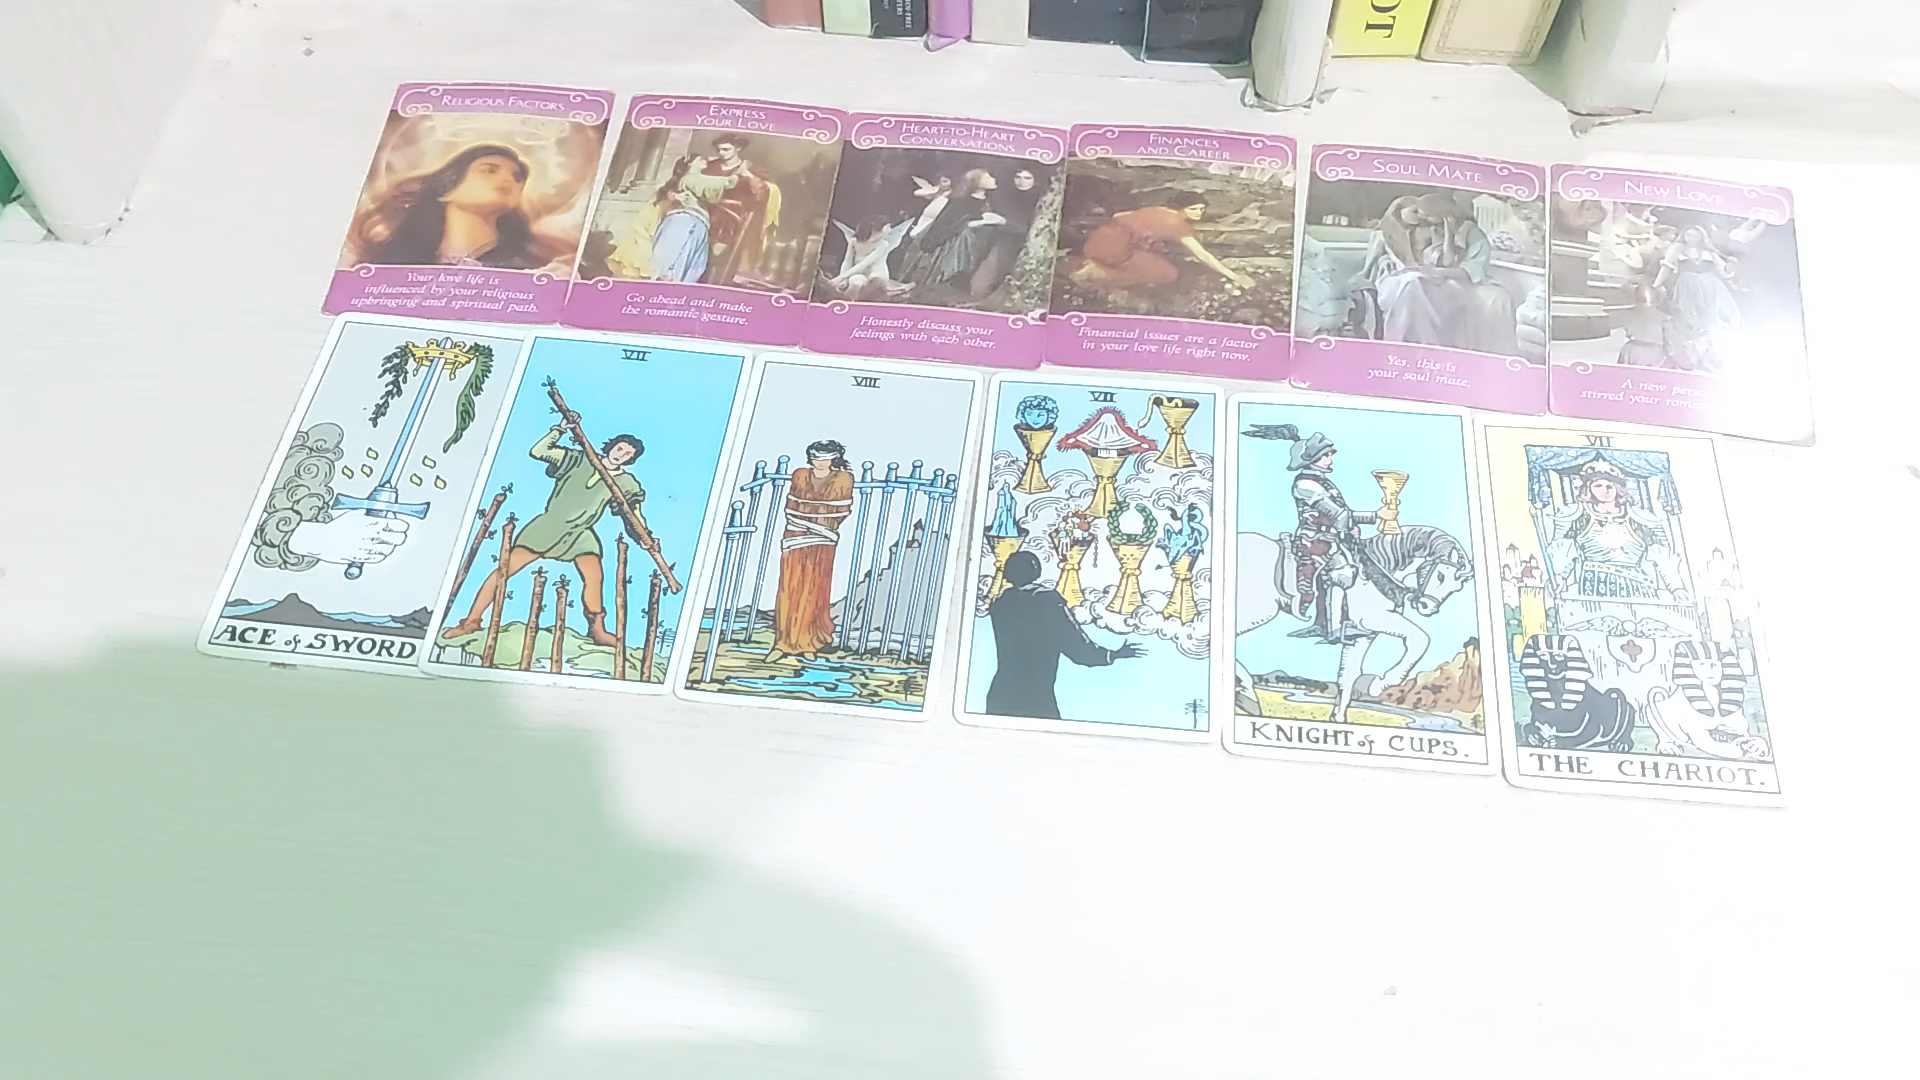 OT
RELIGIOUS FACTORS
Your love life is
influenced by your religious
upbringing and spiritual path.
EXPRESS
YOUR LOVE
Go ahead and make
the romantic gesture.
HEART-TO-HEART
CONVERSATIONS
Honestly discuss your
feelings with each other.
FINANCES
AND CAREER
Financial issues are a factor
in your love life right now.
SOUL MATE
Yes, this is
your soul mate.
NEW LOVE
A new
stirred your
ACE of SWORD
VII
VIII
VII
KNIGHT of CUPS.
VII
THE CHARIOT.